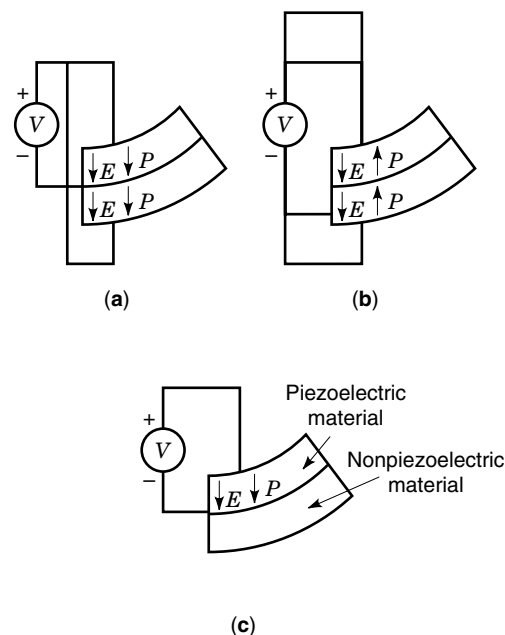 +
V
−
E
P
E
P
(a)
+
V
−
E
P
E
P
(b)
+
V
−
E
P
Piezoelectric
material
Nonpiezoelectric
material
(c)